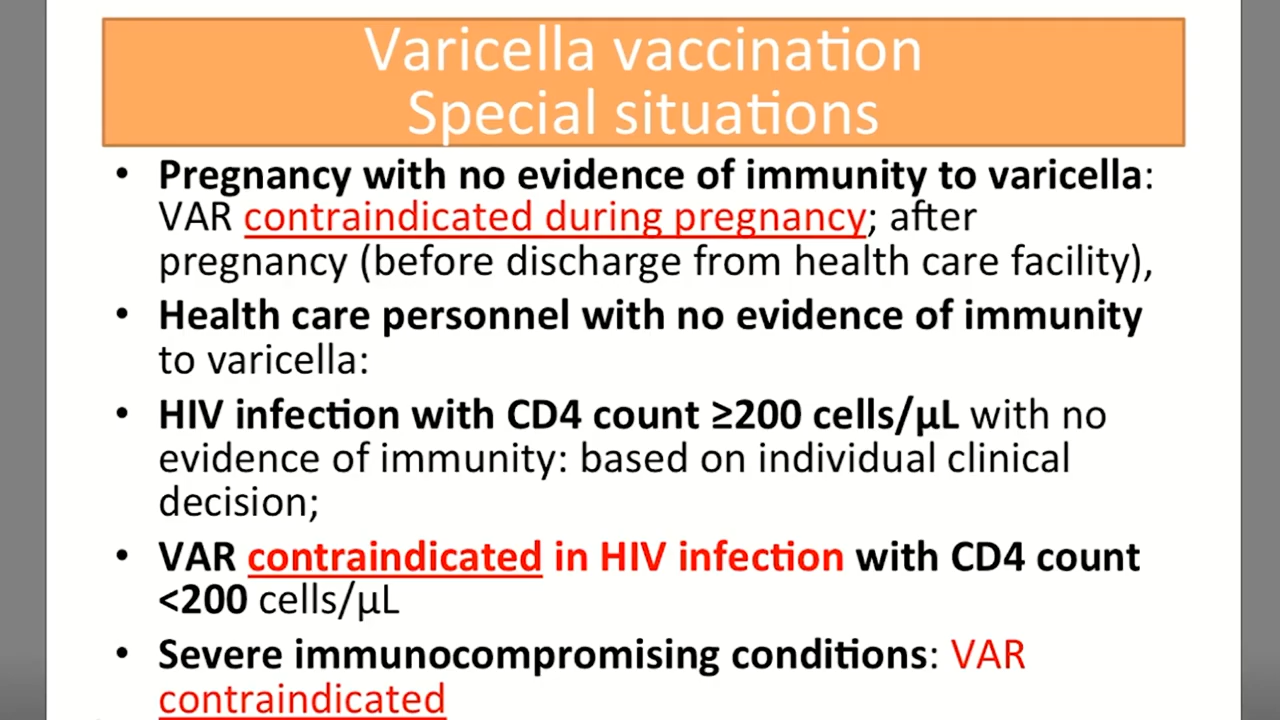 Varicella vaccination
Special situations
• Pregnancy with no evidence of immunity to varicella:
VAR contraindicated during pregnancy; after
pregnancy (before discharge from health care facility),
• Health care personnel with no evidence of immunity
to varicella:
• HIV infection with CD4 count ≥200 cells/µL with no
evidence of immunity: based on individual clinical
decision;
• VAR contraindicated in HIV infection with CD4 count
<200 cells/µL
• Severe immunocompromising conditions: VAR
contraindicated